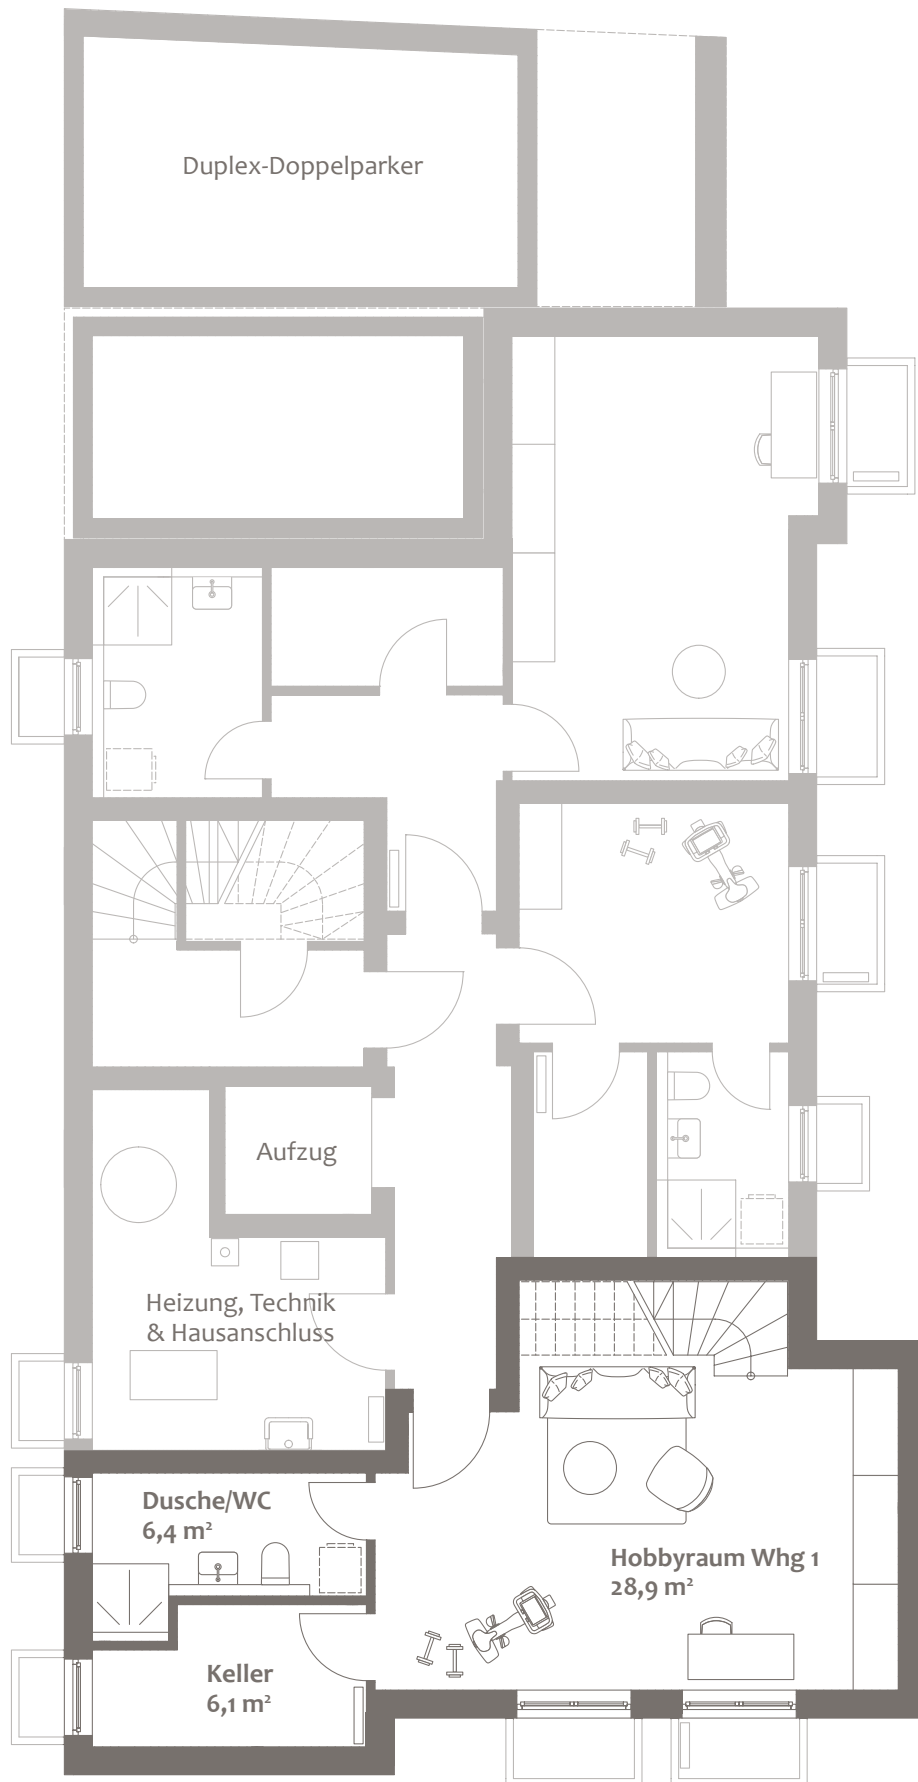 Duplex-Doppelparker
Aufzug
Heizung, Technik
& Hausanschluss
Dusche/WC
6,4 m²
Hobbyraum Whg 1
28,9 m²
Keller
6,1 m²